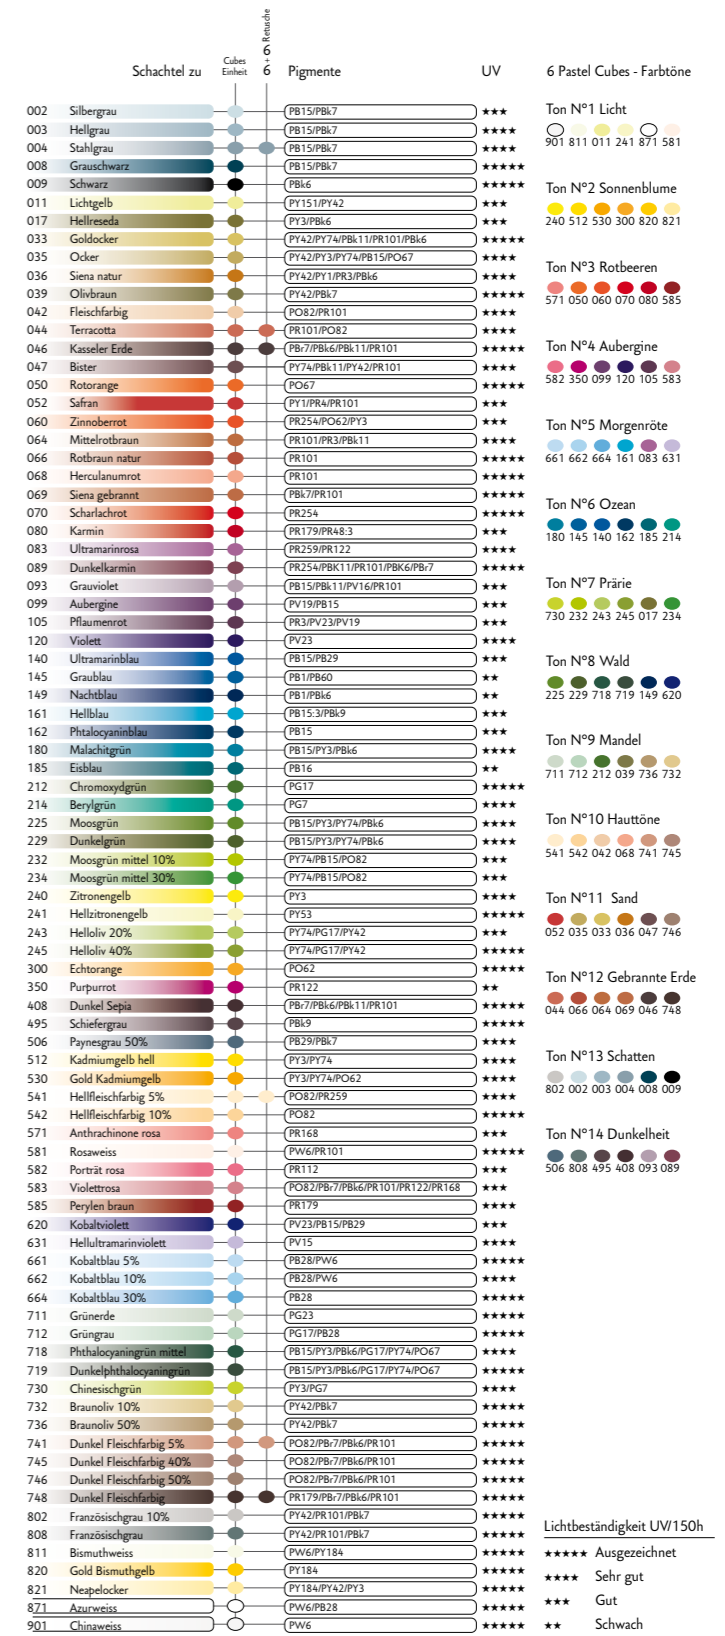 Schachtel zu Cubes Einheit 6 6 + Retusche Pigmente UV
002 Silbergrau PB15/PBk7 ★★★
003 Hellgrau PB15/PBk7 ★★★★
004 Stahlgrau PB15/PBk7 ★★★★
008 Grauschwarz PB15/PBk7 ★★★★★
009 Schwarz PBk6 ★★★★★
011 Lichtgelb PY151/PY42 ★★★
017 Hellreseda PY3/PBk6 ★★★
033 Goldocker PY42/PY74/PBk11/PR101/PBk6 ★★★★★
035 Ocker PY42/PY3/PY74/PB15/PO67 ★★★★
036 Siena natur PY42/PY1/PR3/PBk6 ★★★★
039 Olivbraun PY42/PBk7 ★★★★★
042 Fleischfarbig PO82/PR101 ★★★★
044 Terracotta PR101/PO82 ★★★★
046 Kasseler Erde PBr7/PBk6/PBk11/PR101 ★★★★★
047 Bister PY74/PBk11/PY42/PR101 ★★★★
050 Rotorange PO67 ★★★★★
052 Safran PY1/PR4/PR101 ★★★
060 Zinnoberrot PR254/PO62/PY3 ★★★
064 Mittelrotbraun PR101/PR3/PBk11 ★★★★
066 Rotbraun natur PR101 ★★★★★
068 Herculanumrot PR101 ★★★★★
069 Siena gebrannt PBk7/PR101 ★★★★★
070 Scharlachrot PR254 ★★★★★
080 Karmin PR179/PR48:3 ★★★
083 Ultramarinrosa PR259/PR122 ★★★★
089 Dunkelkarmin PR254/PBK11/PR101/PBK6/PBr7 ★★★★★
093 Grauviolet PB15/PBk11/PV16/PR101 ★★★
099 Aubergine PV19/PB15 ★★★
105 Pflaumenrot PR3/PV23/PV19 ★★★
120 Violett PV23 ★★★★
140 Ultramarinblau PB15/PB29 ★★★
145 Graublau PB1/PB60 ★★
149 Nachtblau PB1/PBk6 ★★
161 Hellblau PB15:3/PBk9 ★★★
162 Phtalocyaninblau PB15 ★★★
180 Malachitgrün PB15/PY3/PBk6 ★★★★
185 Eisblau PB16 ★★
212 Chromoxydgrün PG17 ★★★★★
214 Berylgrün PG7 ★★★★
225 Moosgrün PB15/PY3/PY74/PBk6 ★★★★
229 Dunkelgrün PB15/PY3/PY74/PBk6 ★★★★
232 Moosgrün mittel 10% PY74/PB15/PO82 ★★★
234 Moosgrün mittel 30% PY74/PB15/PO82 ★★★
240 Zitronengelb PY3 ★★★★
241 Hellzitronengelb PY53 ★★★★★
243 Helloliv 20% PY74/PG17/PY42 ★★★
245 Helloliv 40% PY74/PG17/PY42 ★★★★★
300 Echtorange PO62 ★★★★★
350 Purpurrot PR122 ★★
408 Dunkel Sepia PBr7/PBk6/PBk11/PR101 ★★★★★
495 Schiefergrau PBk9 ★★★★★
506 Paynesgrau 50% PB29/PBk7 ★★★★
512 Kadmiumgelb hell PY3/PY74 ★★★★
530 Gold Kadmiumgelb PY3/PY74/PO62 ★★★★
541 Hellfleischfarbig 5% PO82/PR259 ★★★★
542 Hellfleischfarbig 10% PO82 ★★★★★
571 Anthrachinone rosa PR168 ★★★
581 Rosaweiss PW6/PR101 ★★★★★
582 Porträt rosa PR112 ★★★
583 Violettrosa PO82/PBr7/PBk6/PR101/PR122/PR168 ★★★
585 Perylen braun PR179 ★★★★
620 Kobaltviolett PV23/PB15/PB29 ★★★
631 Hellultramarinviolett PV15 ★★★★
661 Kobaltblau 5% PB28/PW6 ★★★★★
662 Kobaltblau 10% PB28/PW6 ★★★★
664 Kobaltblau 30% PB28 ★★★★★
711 Grünerde PG23 ★★★★★
712 Grüngrau PG17/PB28 ★★★★★
718 Phthalocyaningrün mittel PB15/PY3/PBk6/PG17/PY74/PO67 ★★★★
719 Dunkelphthalocyaningrün PB15/PY3/PBk6/PG17/PY74/PO67 ★★★★★
730 Chinesischgrün PY3/PG7 ★★★★
732 Braunoliv 10% PY42/PBk7 ★★★★★
736 Braunoliv 50% PY42/PBk7 ★★★★★
741 Dunkel Fleischfarbig 5% PO82/PBr7/PBk6/PR101 ★★★★★
745 Dunkel Fleischfarbig 40% PO82/PBr7/PBk6/PR101 ★★★★★
746 Dunkel Fleischfarbig 50% PO82/PBr7/PBk6/PR101 ★★★★★
748 Dunkel Fleischfarbig PR179/PBr7/PBk6/PR101 ★★★★★
802 Französischgrau 10% PY42/PR101/PBk7 ★★★★★
808 Französischgrau PY42/PR101/PBk7 ★★★★★
811 Bismuthweiss PW6/PY184 ★★★★★
820 Gold Bismuthgelb PY184 ★★★★★
821 Neapelocker PY184/PY42/PY3 ★★★★★
871 Azurweiss PW6/PB28 ★★★★★
901 Chinaweiss PW6 ★★★★★
6 Pastel Cubes - Farbtöne
Ton N°1 Licht
901 811 011 241 871 581
Ton N°2 Sonnenblume
240 512 530 300 820 821
Ton N°3 Rotbeeren
571 050 060 070 080 585
Ton N°4 Aubergine
582 350 099 120 105 583
Ton N°5 Morgenröte
661 662 664 161 083 631
Ton N°6 Ozean
180 145 140 162 185 214
Ton N°7 Prärie
730 232 243 245 017 234
Ton N°8 Wald
225 229 718 719 149 620
Ton N°9 Mandel
711 712 212 039 736 732
Ton N°10 Hauttöne
541 542 042 068 741 745
Ton N°11 Sand
052 035 033 036 047 746
Ton N°12 Gebrannte Erde
044 066 064 069 046 748
Ton N°13 Schatten
802 002 003 004 008 009
Ton N°14 Dunkelheit
506 808 495 408 093 089
Lichtbeständigkeit UV/150h
★★★★★ Ausgezeichnet
★★★★ Sehr gut
★★★ Gut
★★ Schwach